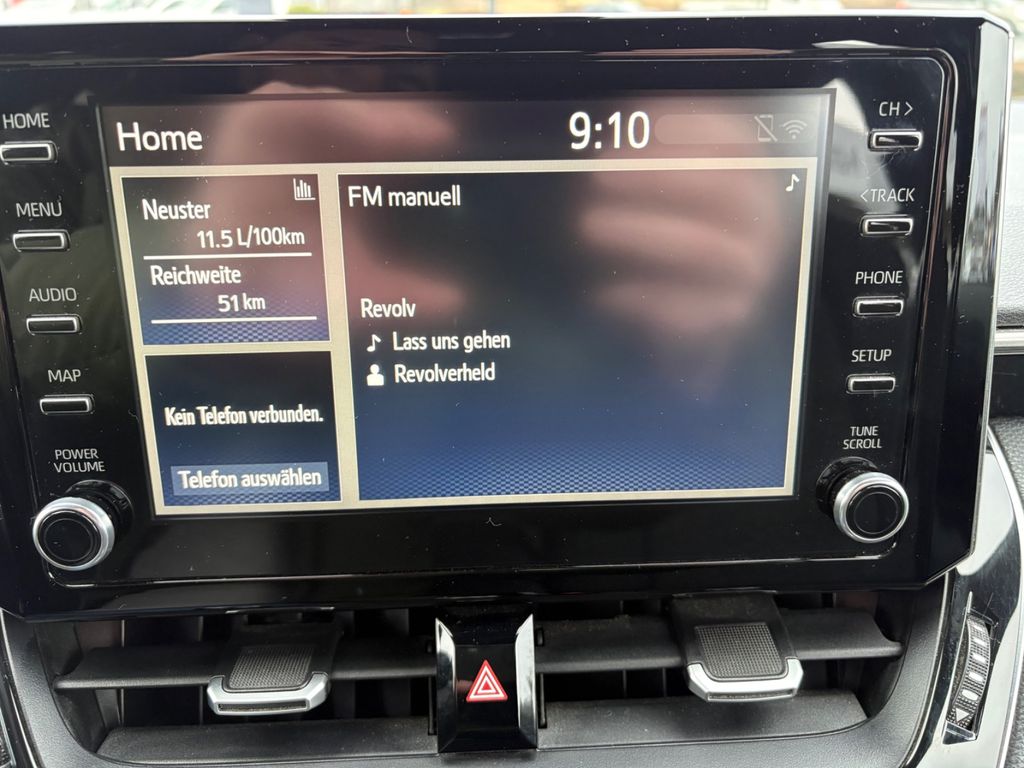 HOME
MENU
AUDIO
MAP
POWER
VOLUME
Home
9:10
Neuster
11.5 L/100km
Reichweite
51 km
Kein Telefon verbunden.
Telefon auswählen
FM manuell
Revolv
Lass uns gehen
Revolverheld
CH >
< TRACK
PHONE
SETUP
TUNE
SCROLL